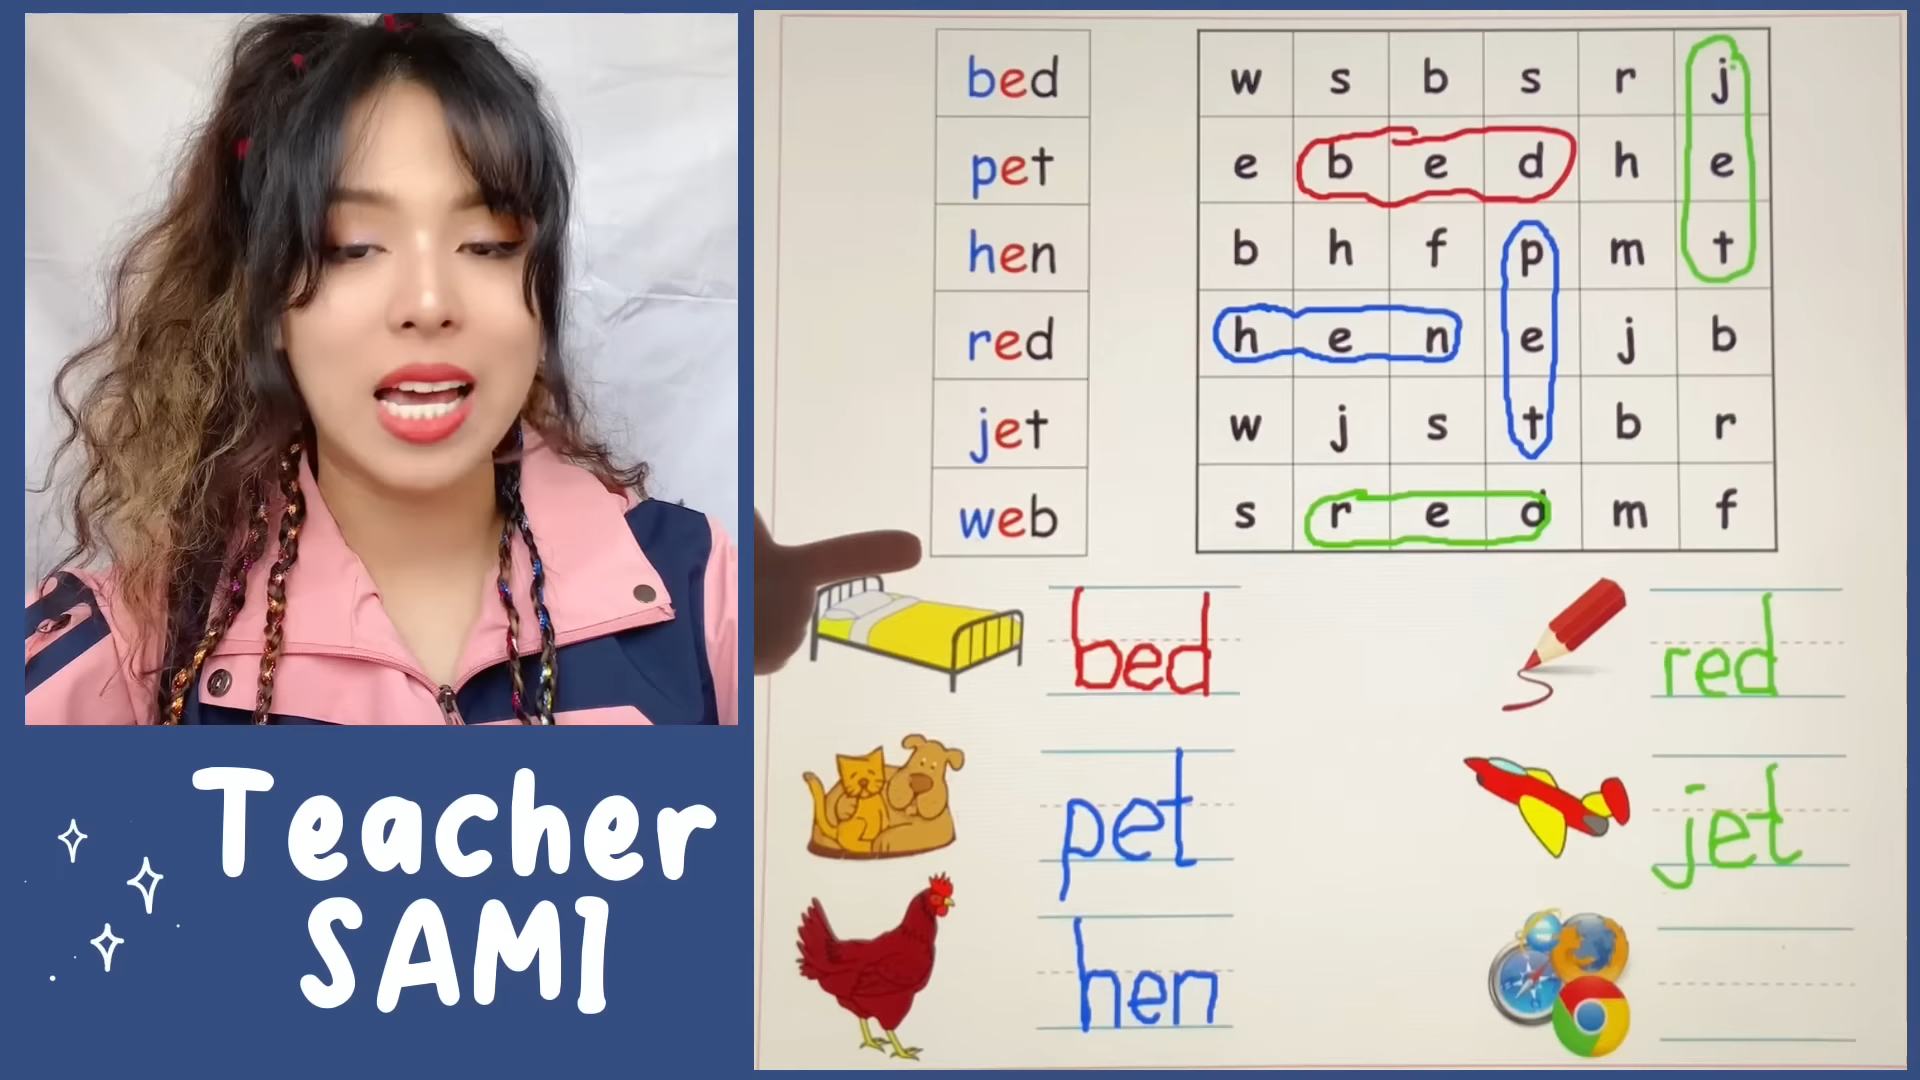 Teacher
SAMI
bed
pet
hen
red
jet
web
w s b s r j
e b e d h e
b h f p m t
h e n e j b
w j s t b r
s r e d m f
bed
red
pet
jet
hen